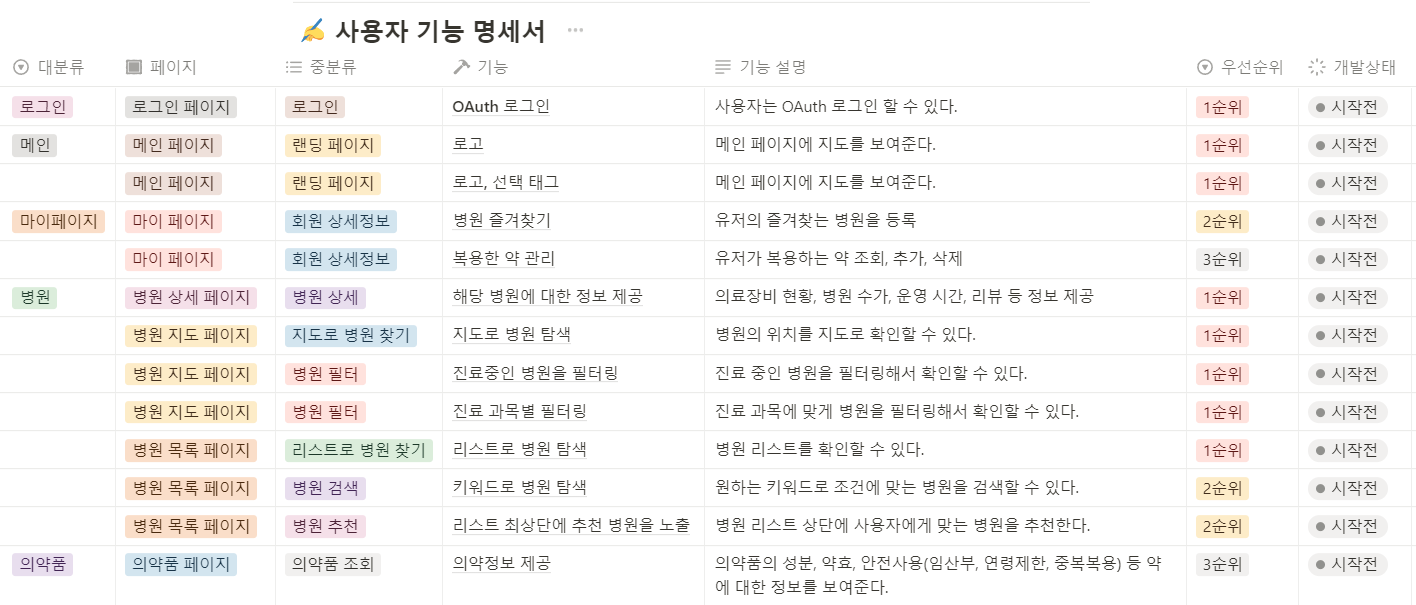 ✍️ 사용자 기능 명세서 ···
대분류 페이지 중분류 기능 기능 설명 우선순위 개발상태
로그인 로그인 페이지 로그인 OAuth 로그인 사용자는 OAuth 로그인 할 수 있다. 1순위 시작전
메인 메인 페이지 랜딩 페이지 로고 메인 페이지에 지도를 보여준다. 1순위 시작전
메인 페이지 랜딩 페이지 로고, 선택 태그 메인 페이지에 지도를 보여준다. 1순위 시작전
마이페이지 마이 페이지 회원 상세정보 병원 즐겨찾기 유저의 즐겨찾는 병원을 등록 2순위 시작전
마이 페이지 회원 상세정보 복용한 약 관리 유저가 복용하는 약 조회, 추가, 삭제 3순위 시작전
병원 병원 상세 페이지 병원 상세 해당 병원에 대한 정보 제공 의료장비 현황, 병원 수가, 운영 시간, 리뷰 등 정보 제공 1순위 시작전
병원 지도 페이지 지도로 병원 찾기 지도로 병원 탐색 병원의 위치를 지도로 확인할 수 있다. 1순위 시작전
병원 지도 페이지 병원 필터 진료중인 병원을 필터링 진료 중인 병원을 필터링해서 확인할 수 있다. 1순위 시작전
병원 지도 페이지 병원 필터 진료 과목별 필터링 진료 과목에 맞게 병원을 필터링해서 확인할 수 있다. 1순위 시작전
병원 목록 페이지 리스트로 병원 찾기 리스트로 병원 탐색 병원 리스트를 확인할 수 있다. 1순위 시작전
병원 목록 페이지 병원 검색 키워드로 병원 탐색 원하는 키워드로 조건에 맞는 병원을 검색할 수 있다. 2순위 시작전
병원 목록 페이지 병원 추천 리스트 최상단에 추천 병원을 노출 병원 리스트 상단에 사용자에게 맞는 병원을 추천한다. 2순위 시작전
의약품 의약품 페이지 의약품 조회 의약정보 제공 의약품의 성분, 약효, 안전사용(임산부, 연령제한, 중복복용) 등 약 3순위 시작전
에 대한 정보를 보여준다.